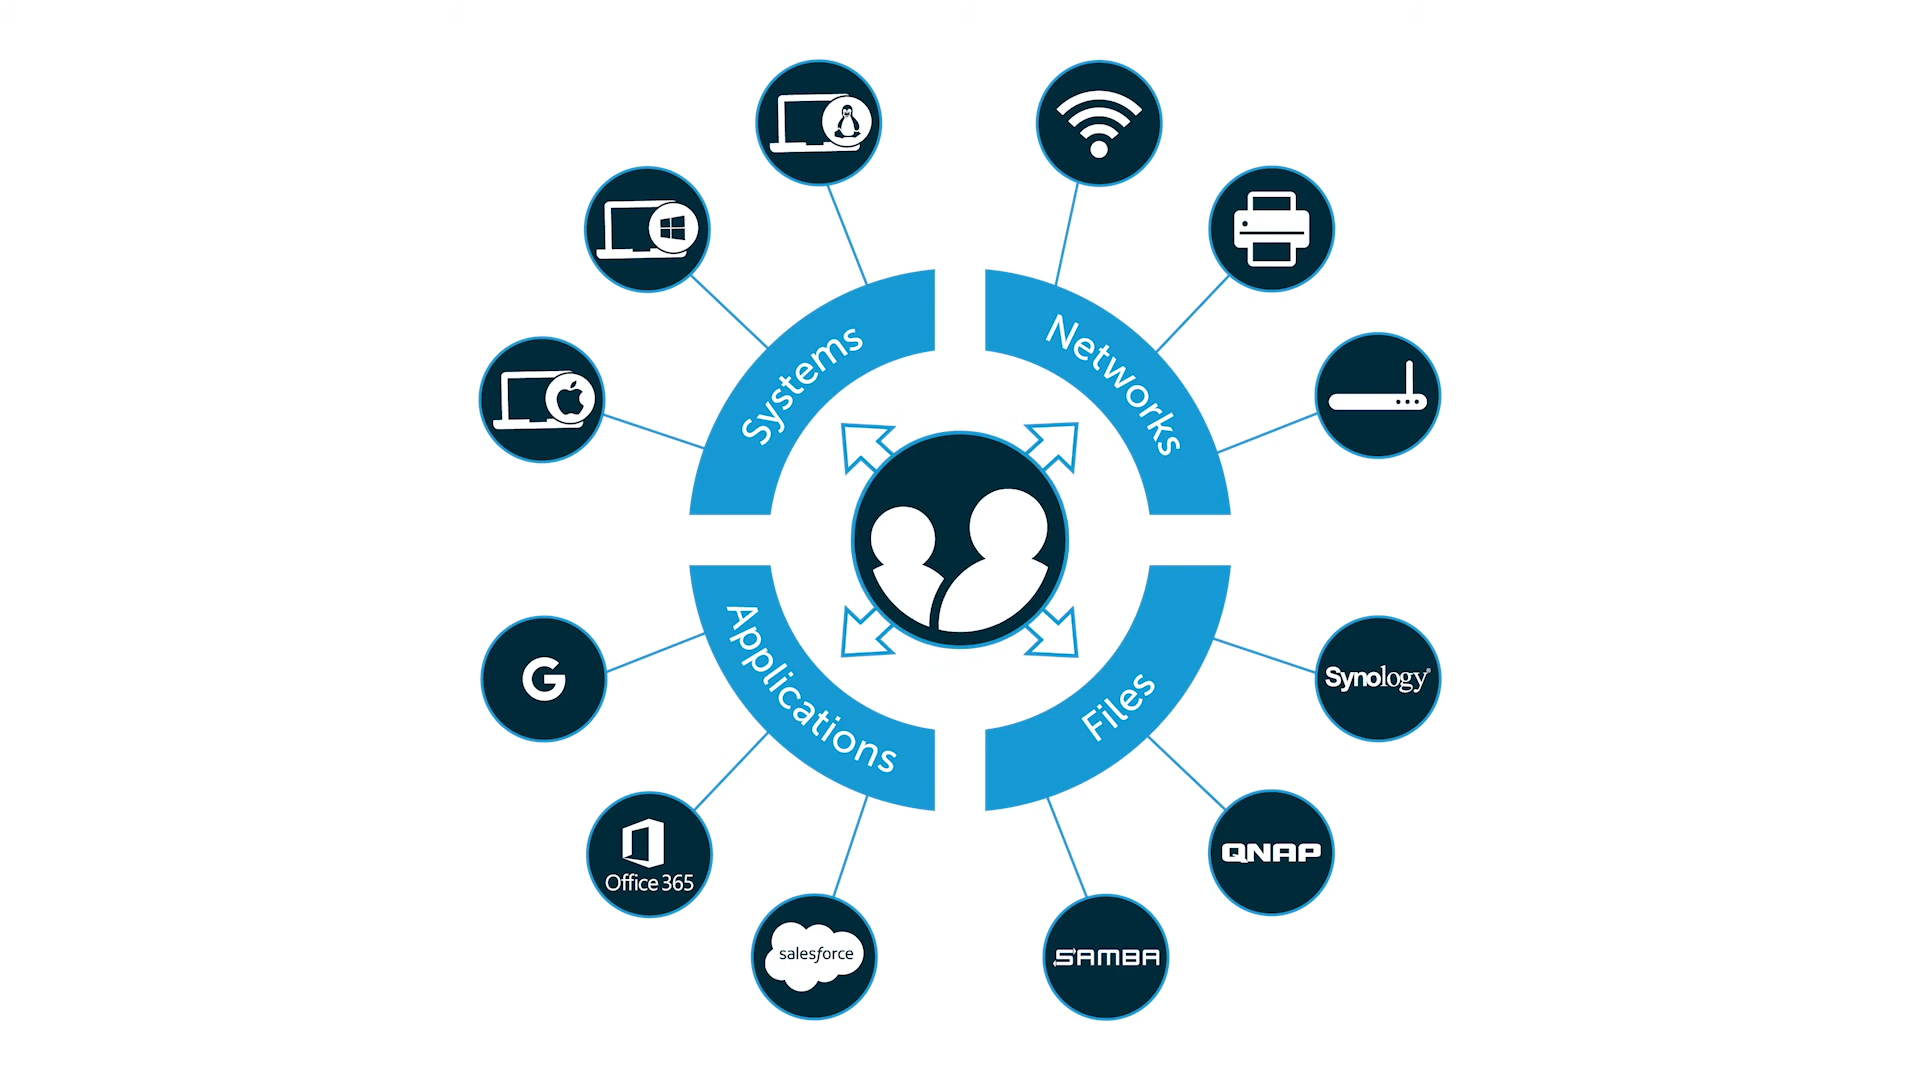 Systems
Networks
Applications
Files
G
Office 365
salesforce
Synology®
QNAP
SAMBA